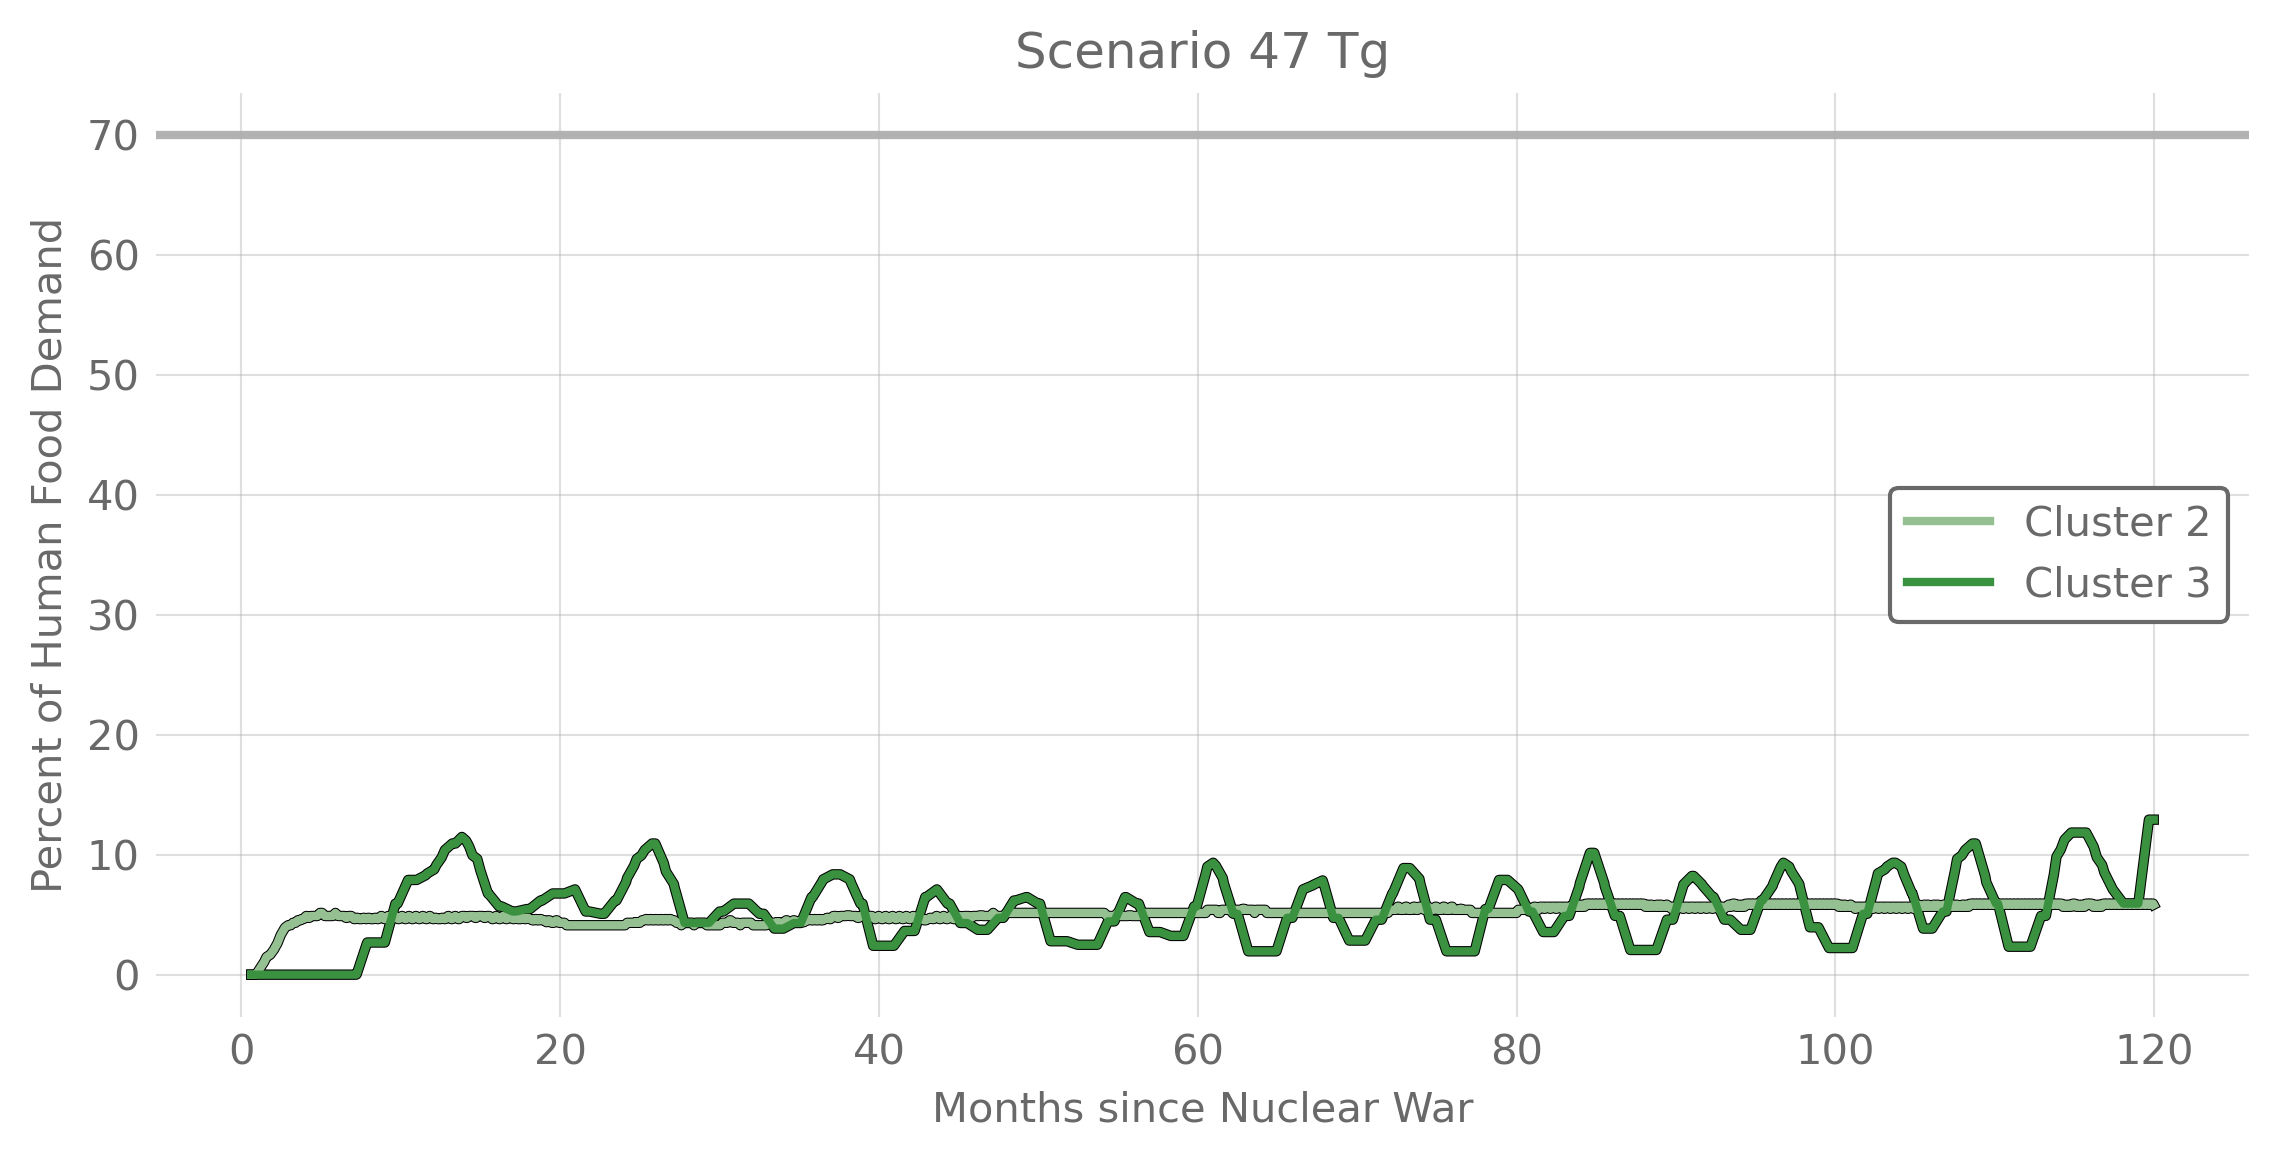 Scenario 47 Tg
Percent of Human Food Demand
70
60
50
40
30
20
10
0
Cluster 2
Cluster 3
0 20 40 60 80 100 120
Months since Nuclear War